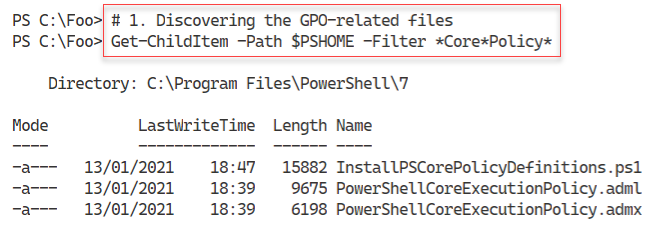 PS C:\Foo> # 1. Discovering the GPO-related files
PS C:\Foo> Get-ChildItem -Path $PSHOME -Filter *Core*Policy*
Directory: C:\Program Files\PowerShell\7
Mode LastWriteTime Length Name
---- ------------- ------ ----
-a--- 13/01/2021 18:47 15882 InstallPSCorePolicyDefinitions.ps1
-a--- 13/01/2021 18:39 9675 PowerShellCoreExecutionPolicy.adml
-a--- 13/01/2021 18:39 6198 PowerShellCoreExecutionPolicy.admx